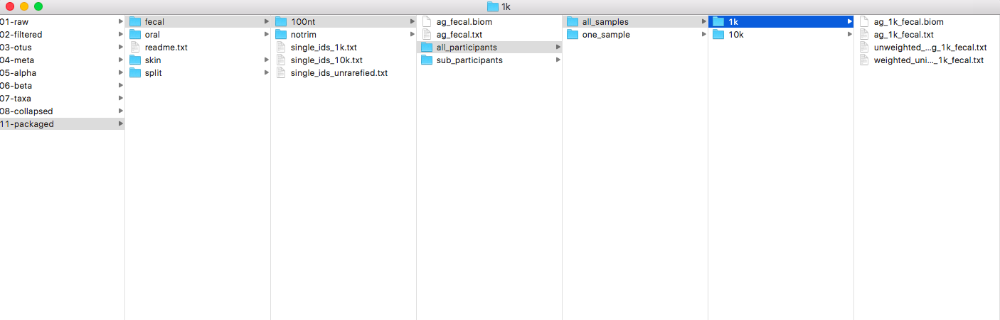 1k
01-raw
02-filtered
03-otus
04-meta
05-alpha
06-beta
07-taxa
08-collapsed
11-packaged
fecal
oral
readme.txt
skin
split
100nt
notrim
single_ids_1k.txt
single_ids_10k.txt
single_ids_unrarefied.txt
ag_fecal.biom
ag_fecal.txt
all_participants
sub_participants
all_samples
one_sample
1k
10k
ag_1k_fecal.biom
ag_1k_fecal.txt
unweighted_...g_1k_fecal.txt
weighted_uni..._1k_fecal.txt